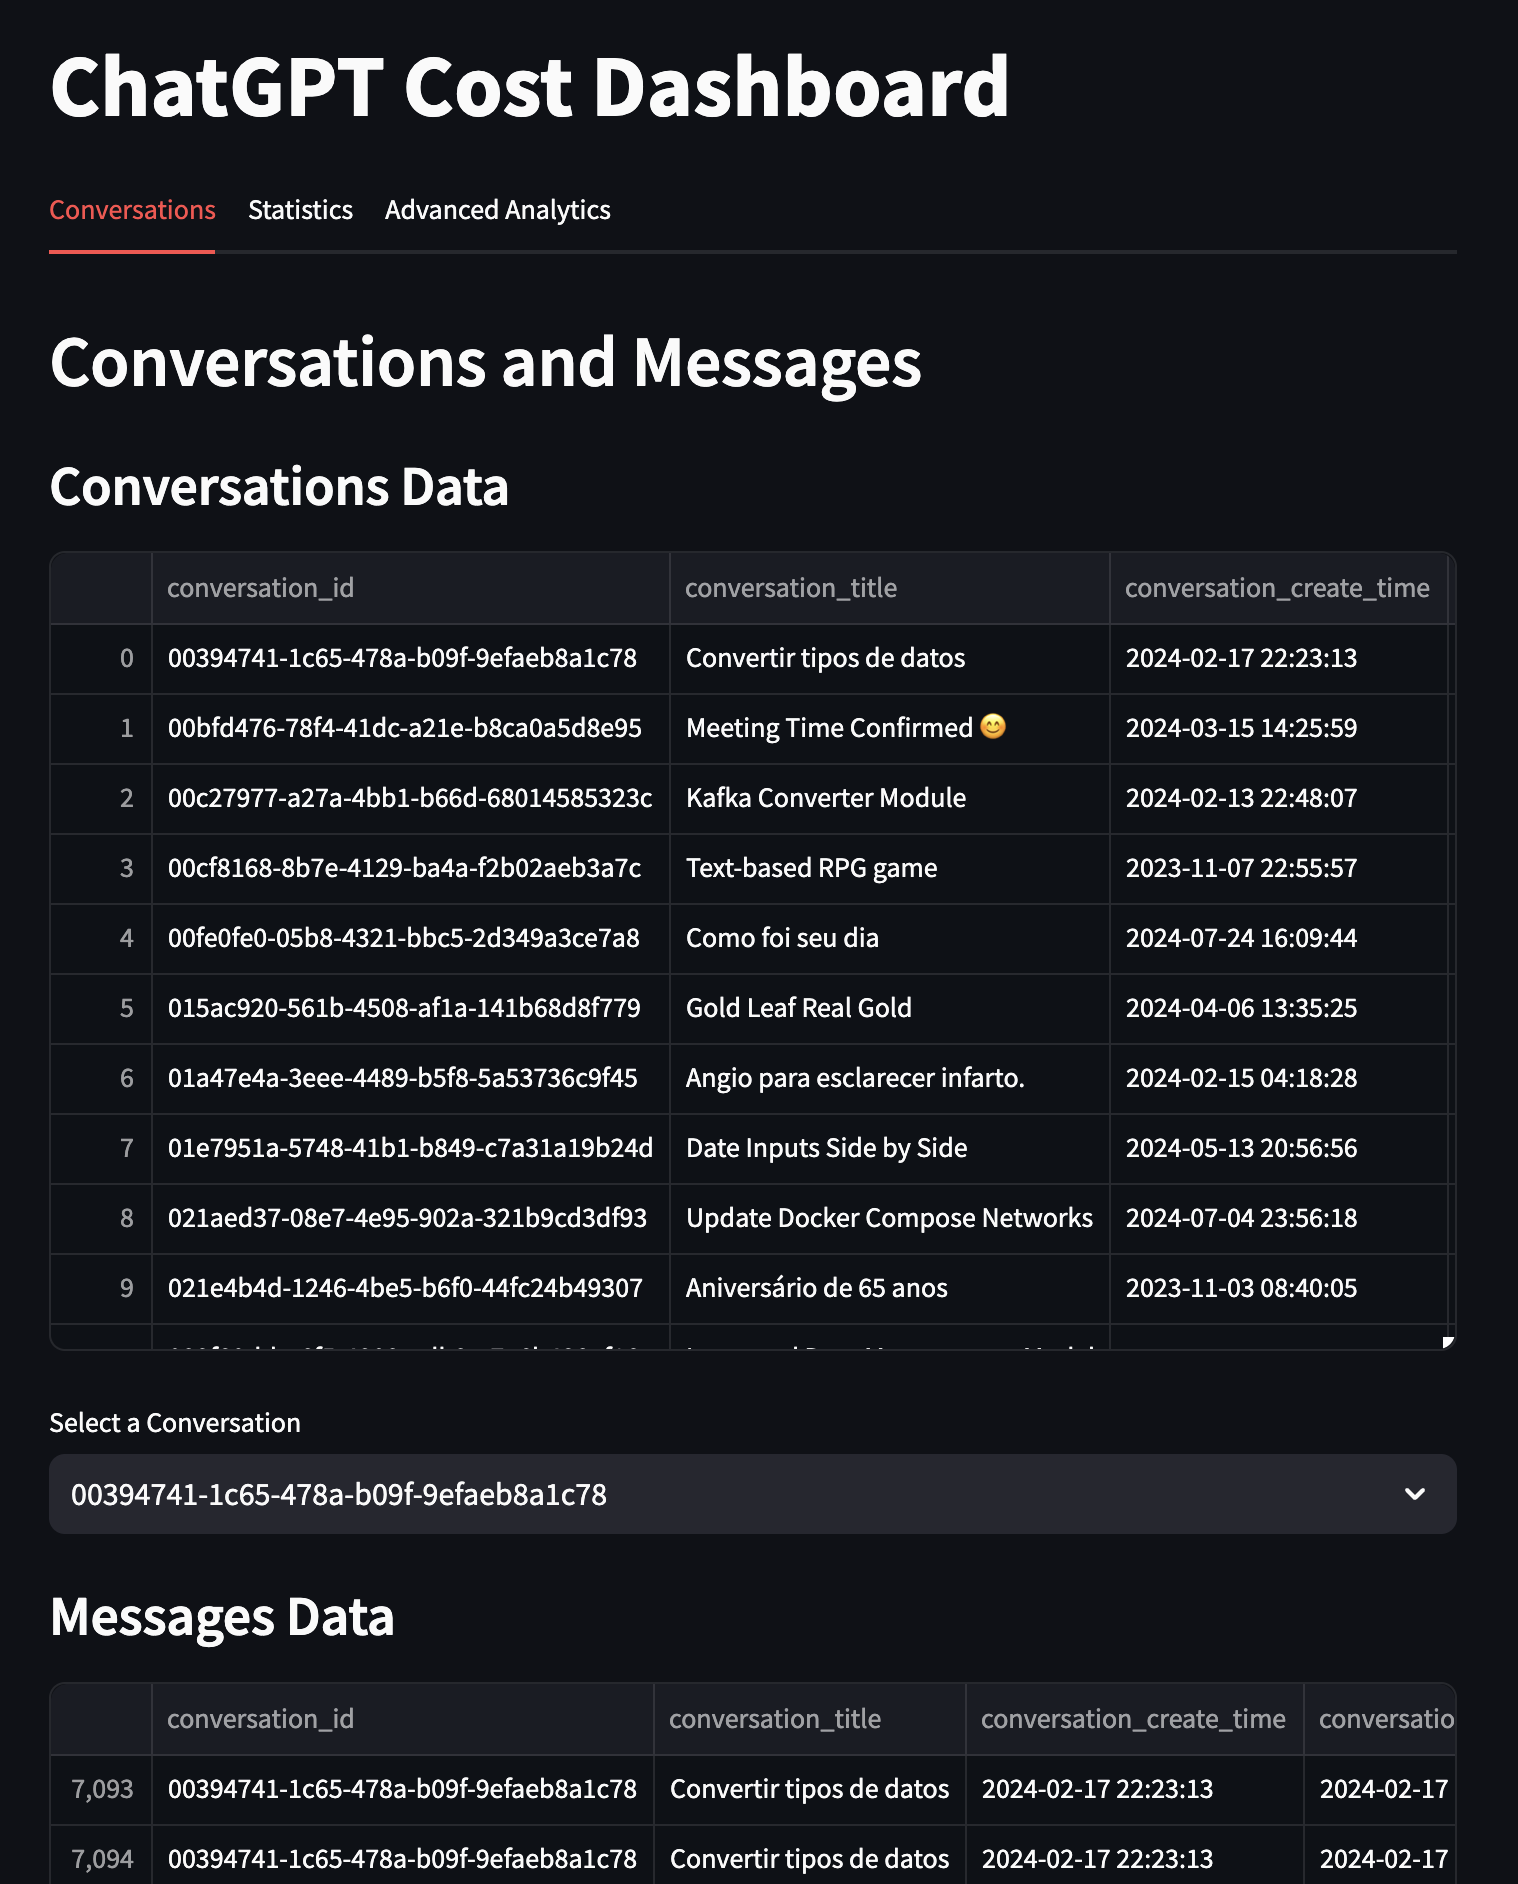 ChatGPT Cost Dashboard
Conversations Statistics Advanced Analytics
Conversations and Messages
Conversations Data
conversation_id conversation_title conversation_create_time
0 00394741-1c65-478a-b09f-9efaeb8a1c78 Convertir tipos de datos 2024-02-17 22:23:13
1 00bfd476-78f4-41dc-a21e-b8ca0a5d8e95 Meeting Time Confirmed 😊 2024-03-15 14:25:59
2 00c27977-a27a-4bb1-b66d-68014585323c Kafka Converter Module 2024-02-13 22:48:07
3 00cf8168-8b7e-4129-ba4a-f2b02aeb3a7c Text-based RPG game 2023-11-07 22:55:57
4 00fe0fe0-05b8-4321-bbc5-2d349a3ce7a8 Como foi seu dia 2024-07-24 16:09:44
5 015ac920-561b-4508-af1a-141b68d8f779 Gold Leaf Real Gold 2024-04-06 13:35:25
6 01a47e4a-3eee-4489-b5f8-5a53736c9f45 Angio para esclarecer infarto. 2024-02-15 04:18:28
7 01e7951a-5748-41b1-b849-c7a31a19b24d Date Inputs Side by Side 2024-05-13 20:56:56
8 021aed37-08e7-4e95-902a-321b9cd3df93 Update Docker Compose Networks 2024-07-04 23:56:18
9 021e4b4d-1246-4be5-b6f0-44fc24b49307 Aniversário de 65 anos 2023-11-03 08:40:05
Select a Conversation
00394741-1c65-478a-b09f-9efaeb8a1c78
Messages Data
conversation_id conversation_title conversation_create_time conversatio
7,093 00394741-1c65-478a-b09f-9efaeb8a1c78 Convertir tipos de datos 2024-02-17 22:23:13 2024-02-17
7,094 00394741-1c65-478a-b09f-9efaeb8a1c78 Convertir tipos de datos 2024-02-17 22:23:13 2024-02-17